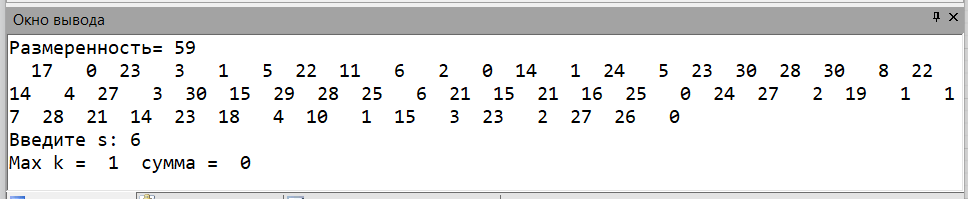 Окно вывода
Размеренность= 59
17 0 23 3 1 5 22 11 6 2 0 14 1 24 5 23 30 28 30 8 22
14 4 27 3 30 15 29 28 25 6 21 15 21 16 25 0 24 27 2 19 1 1
7 28 21 14 23 18 4 10 1 15 3 23 2 27 26 0
Введите s: 6
Max k = 1 сумма = 0